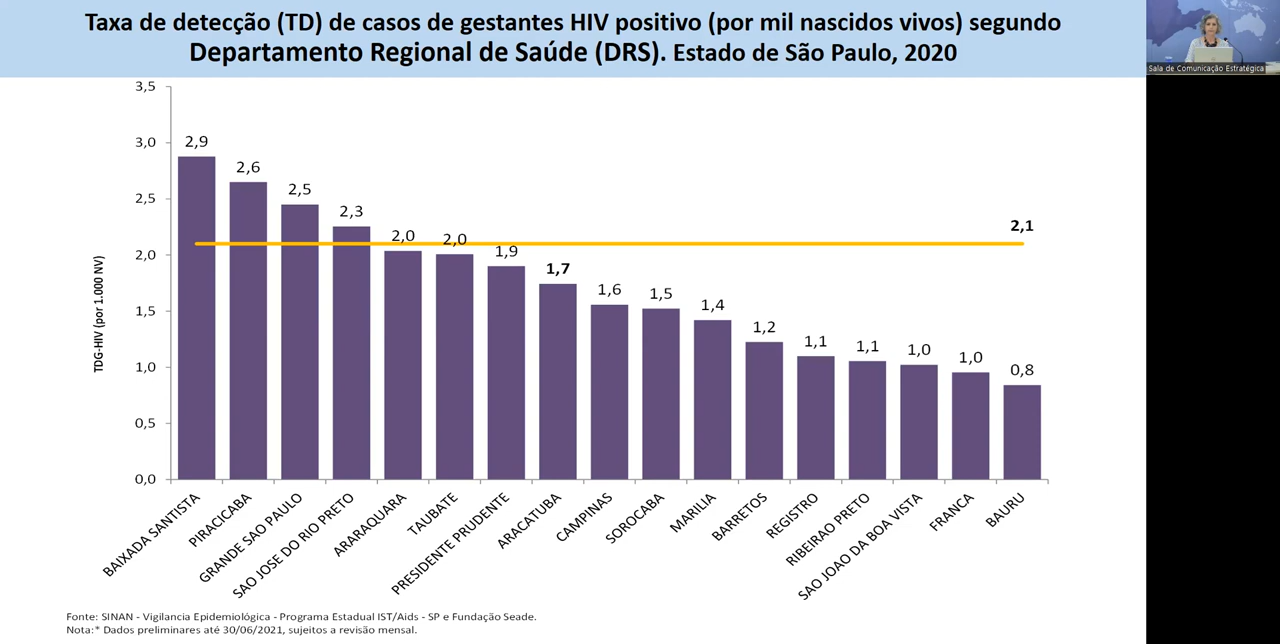 Taxa de detecção (TD) de casos de gestantes HIV positivo (por mil nascidos vivos) segundo
Departamento Regional de Saúde (DRS). Estado de São Paulo, 2020
Sala de Comunicação Estratégica
TDG-HIV (por 1.000 NV)
3,5
3,0
2,5
2,0
1,5
1,0
0,5
0,0
2,9
2,6
2,5
2,3
2,0
2,0
1,9
1,7
1,6
1,5
1,4
1,2
1,1
1,1
1,0
1,0
0,8
2,1
BAIXADA SANTISTA
PIRACICABA
GRANDE SAO PAULO
SAO JOSE DO RIO PRETO
ARARAQUARA
TAUBATE
PRESIDENTE PRUDENTE
ARACATUBA
CAMPINAS
SOROCABA
MARILIA
BARRETOS
REGISTRO
RIBEIRAO PRETO
SAO JOAO DA BOA VISTA
FRANCA
BAURU
Fonte: SINAN - Vigilancia Epidemiológica - Programa Estadual IST/Aids - SP e Fundação Seade.
Nota:* Dados preliminares até 30/06/2021, sujeitos a revisão mensal.